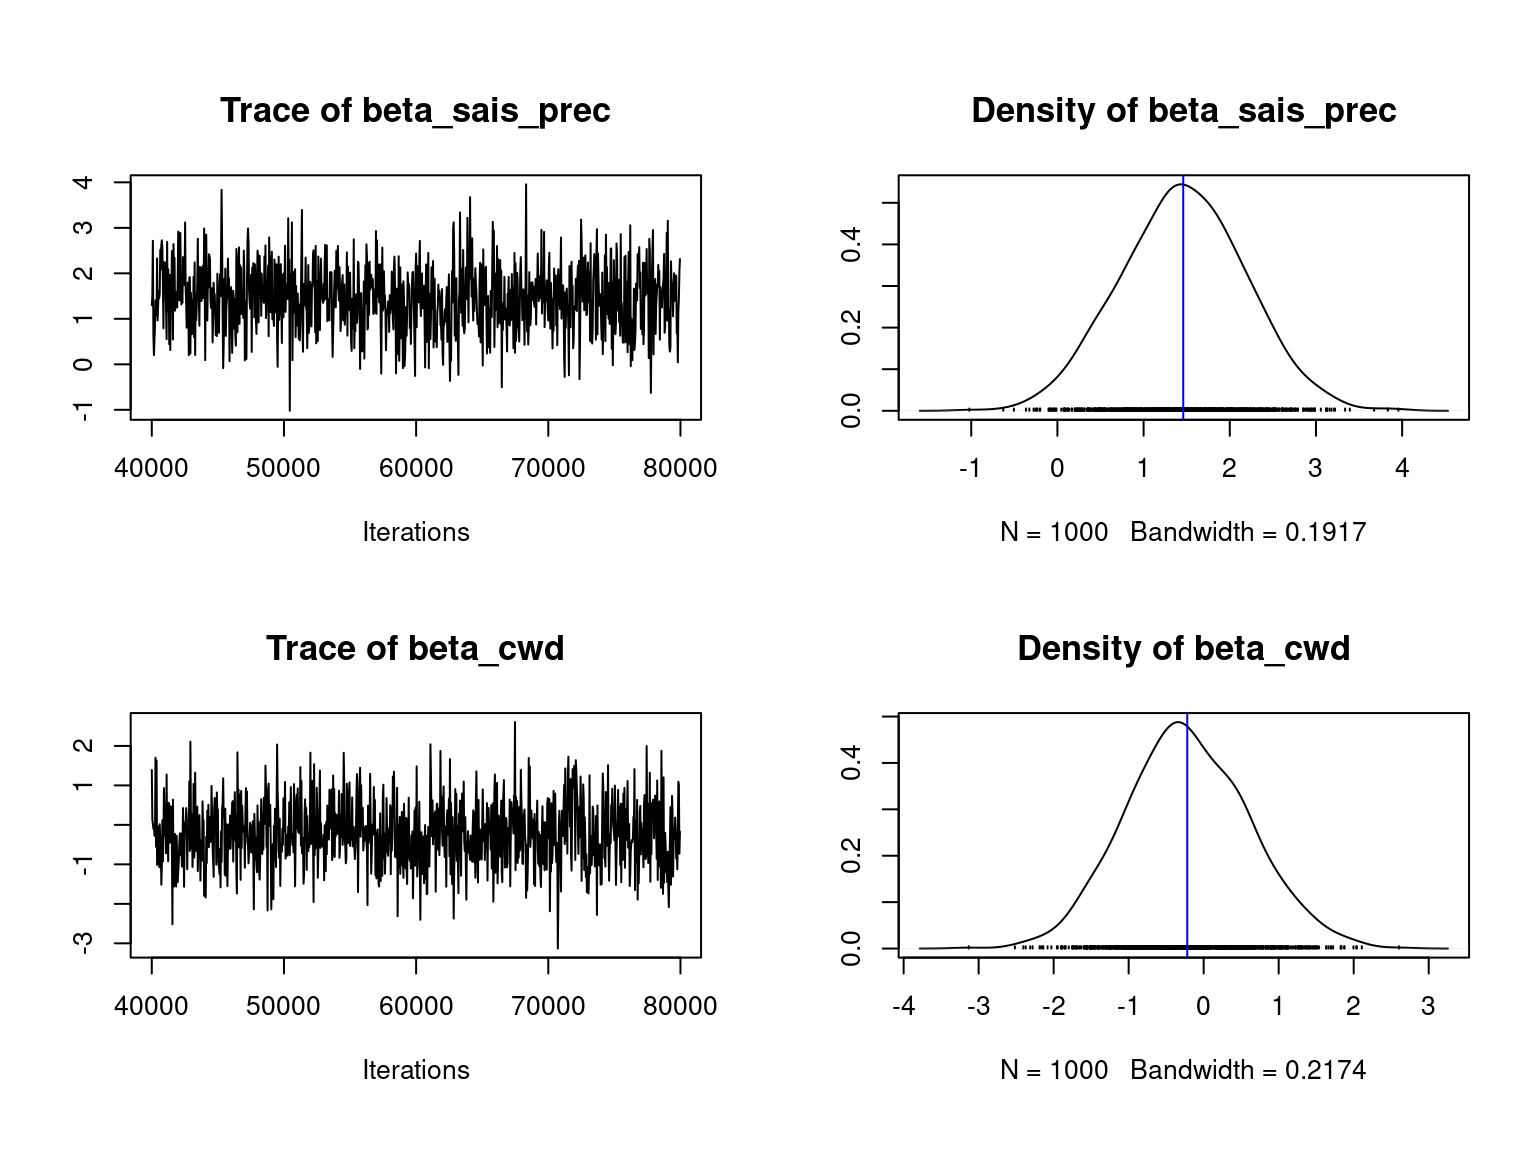 Trace of beta_sais_prec
4
3
2
1
0
-1
40000 50000 60000 70000 80000
Iterations
Density of beta_sais_prec
0.4
0.2
0.0
-1 0 1 2 3 4
N = 1000 Bandwidth = 0.1917
Trace of beta_cwd
2
1
-1
-3
40000 50000 60000 70000 80000
Iterations
Density of beta_cwd
0.4
0.2
0.0
-4 -3 -2 -1 0 1 2 3
N = 1000 Bandwidth = 0.2174